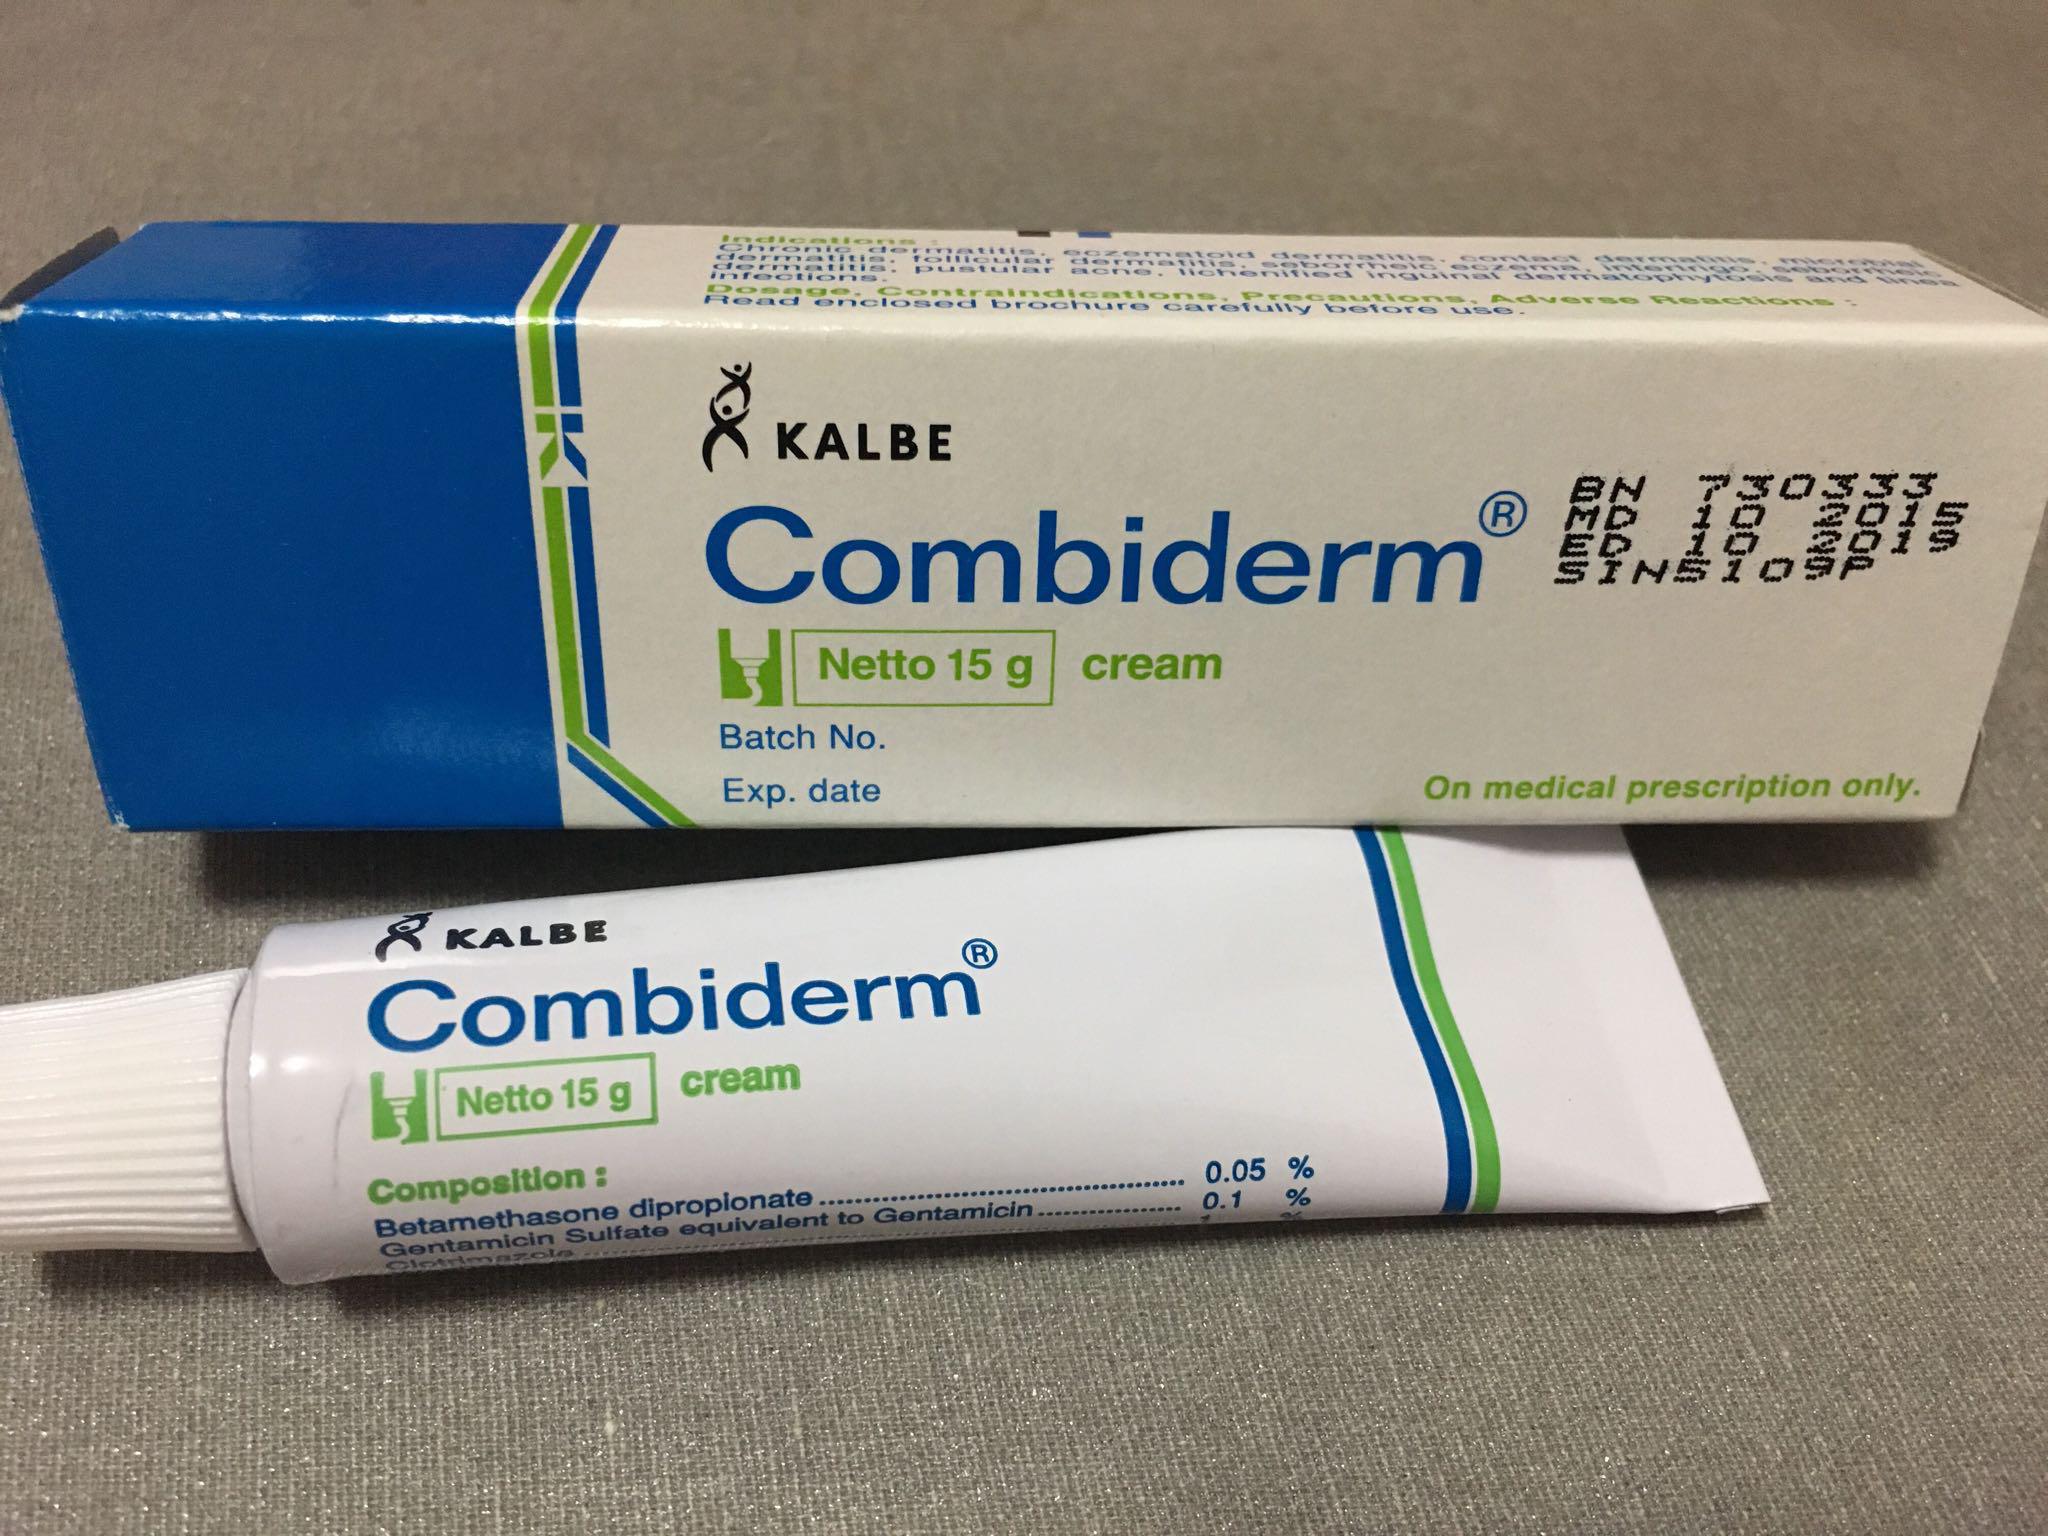 Indications :
Chronic dermatitis, eczematoid dermatitis, contact dermatitis, microbial
dermatitis, follicular dermatitis, seborrheic eczema, intertrigo, seborrheic
dermatitis, pustular acne, lichenified inguinal dermatophytosis and tinea
infections.
Dosage, Contraindications, Precautions, Adverse Reactions :
Read enclosed brochure carefully before use.
K
KALBE
Combiderm®
BN 730333
MD 10 2015
ED 10 2019
SIN5109P
Netto 15 g cream
Batch No.
Exp. date
On medical prescription only.
KALBE
Combiderm®
Netto 15 g cream
Composition :
Betamethasone dipropionate ........................ 0.05 %
Gentamicin Sulfate equivalent to Gentamicin ........ 0.1 %
Clotrimazole ........ 1 %